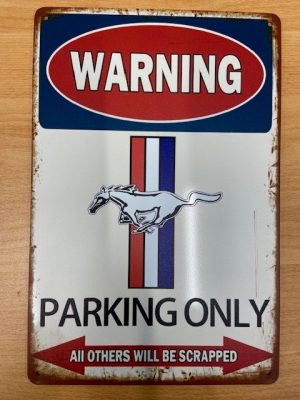 WARNING
PARKING ONLY
All OTHERS WILL BE SCRAPPED